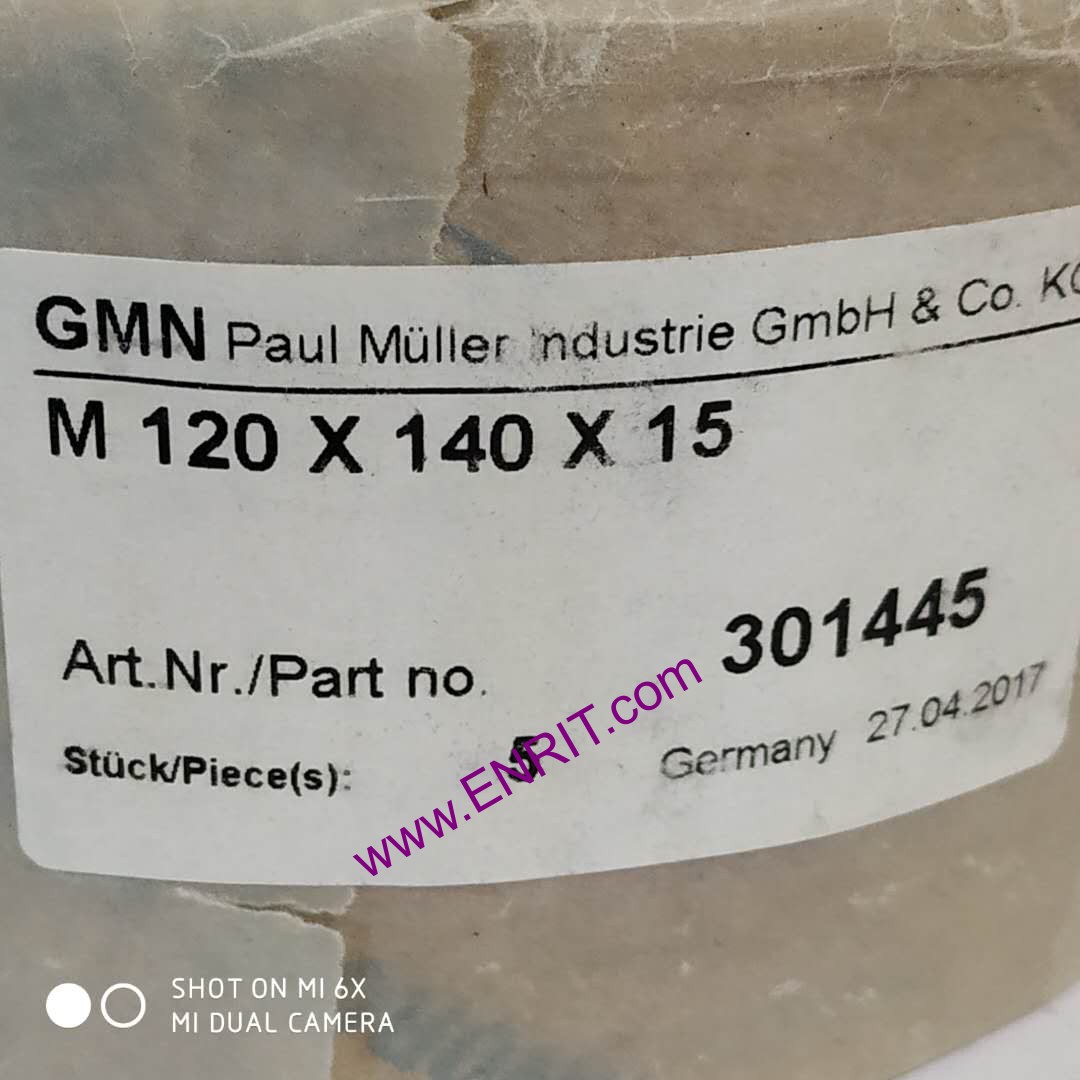 GMN Paul Müller Industrie GmbH & Co. KG
M 120 X 140 X 15
Art.Nr./Part no. 301445
Stück/Piece(s): 5 Germany 27.04.2017
www.ENRIT.com
SHOT ON MI 6X
MI DUAL CAMERA